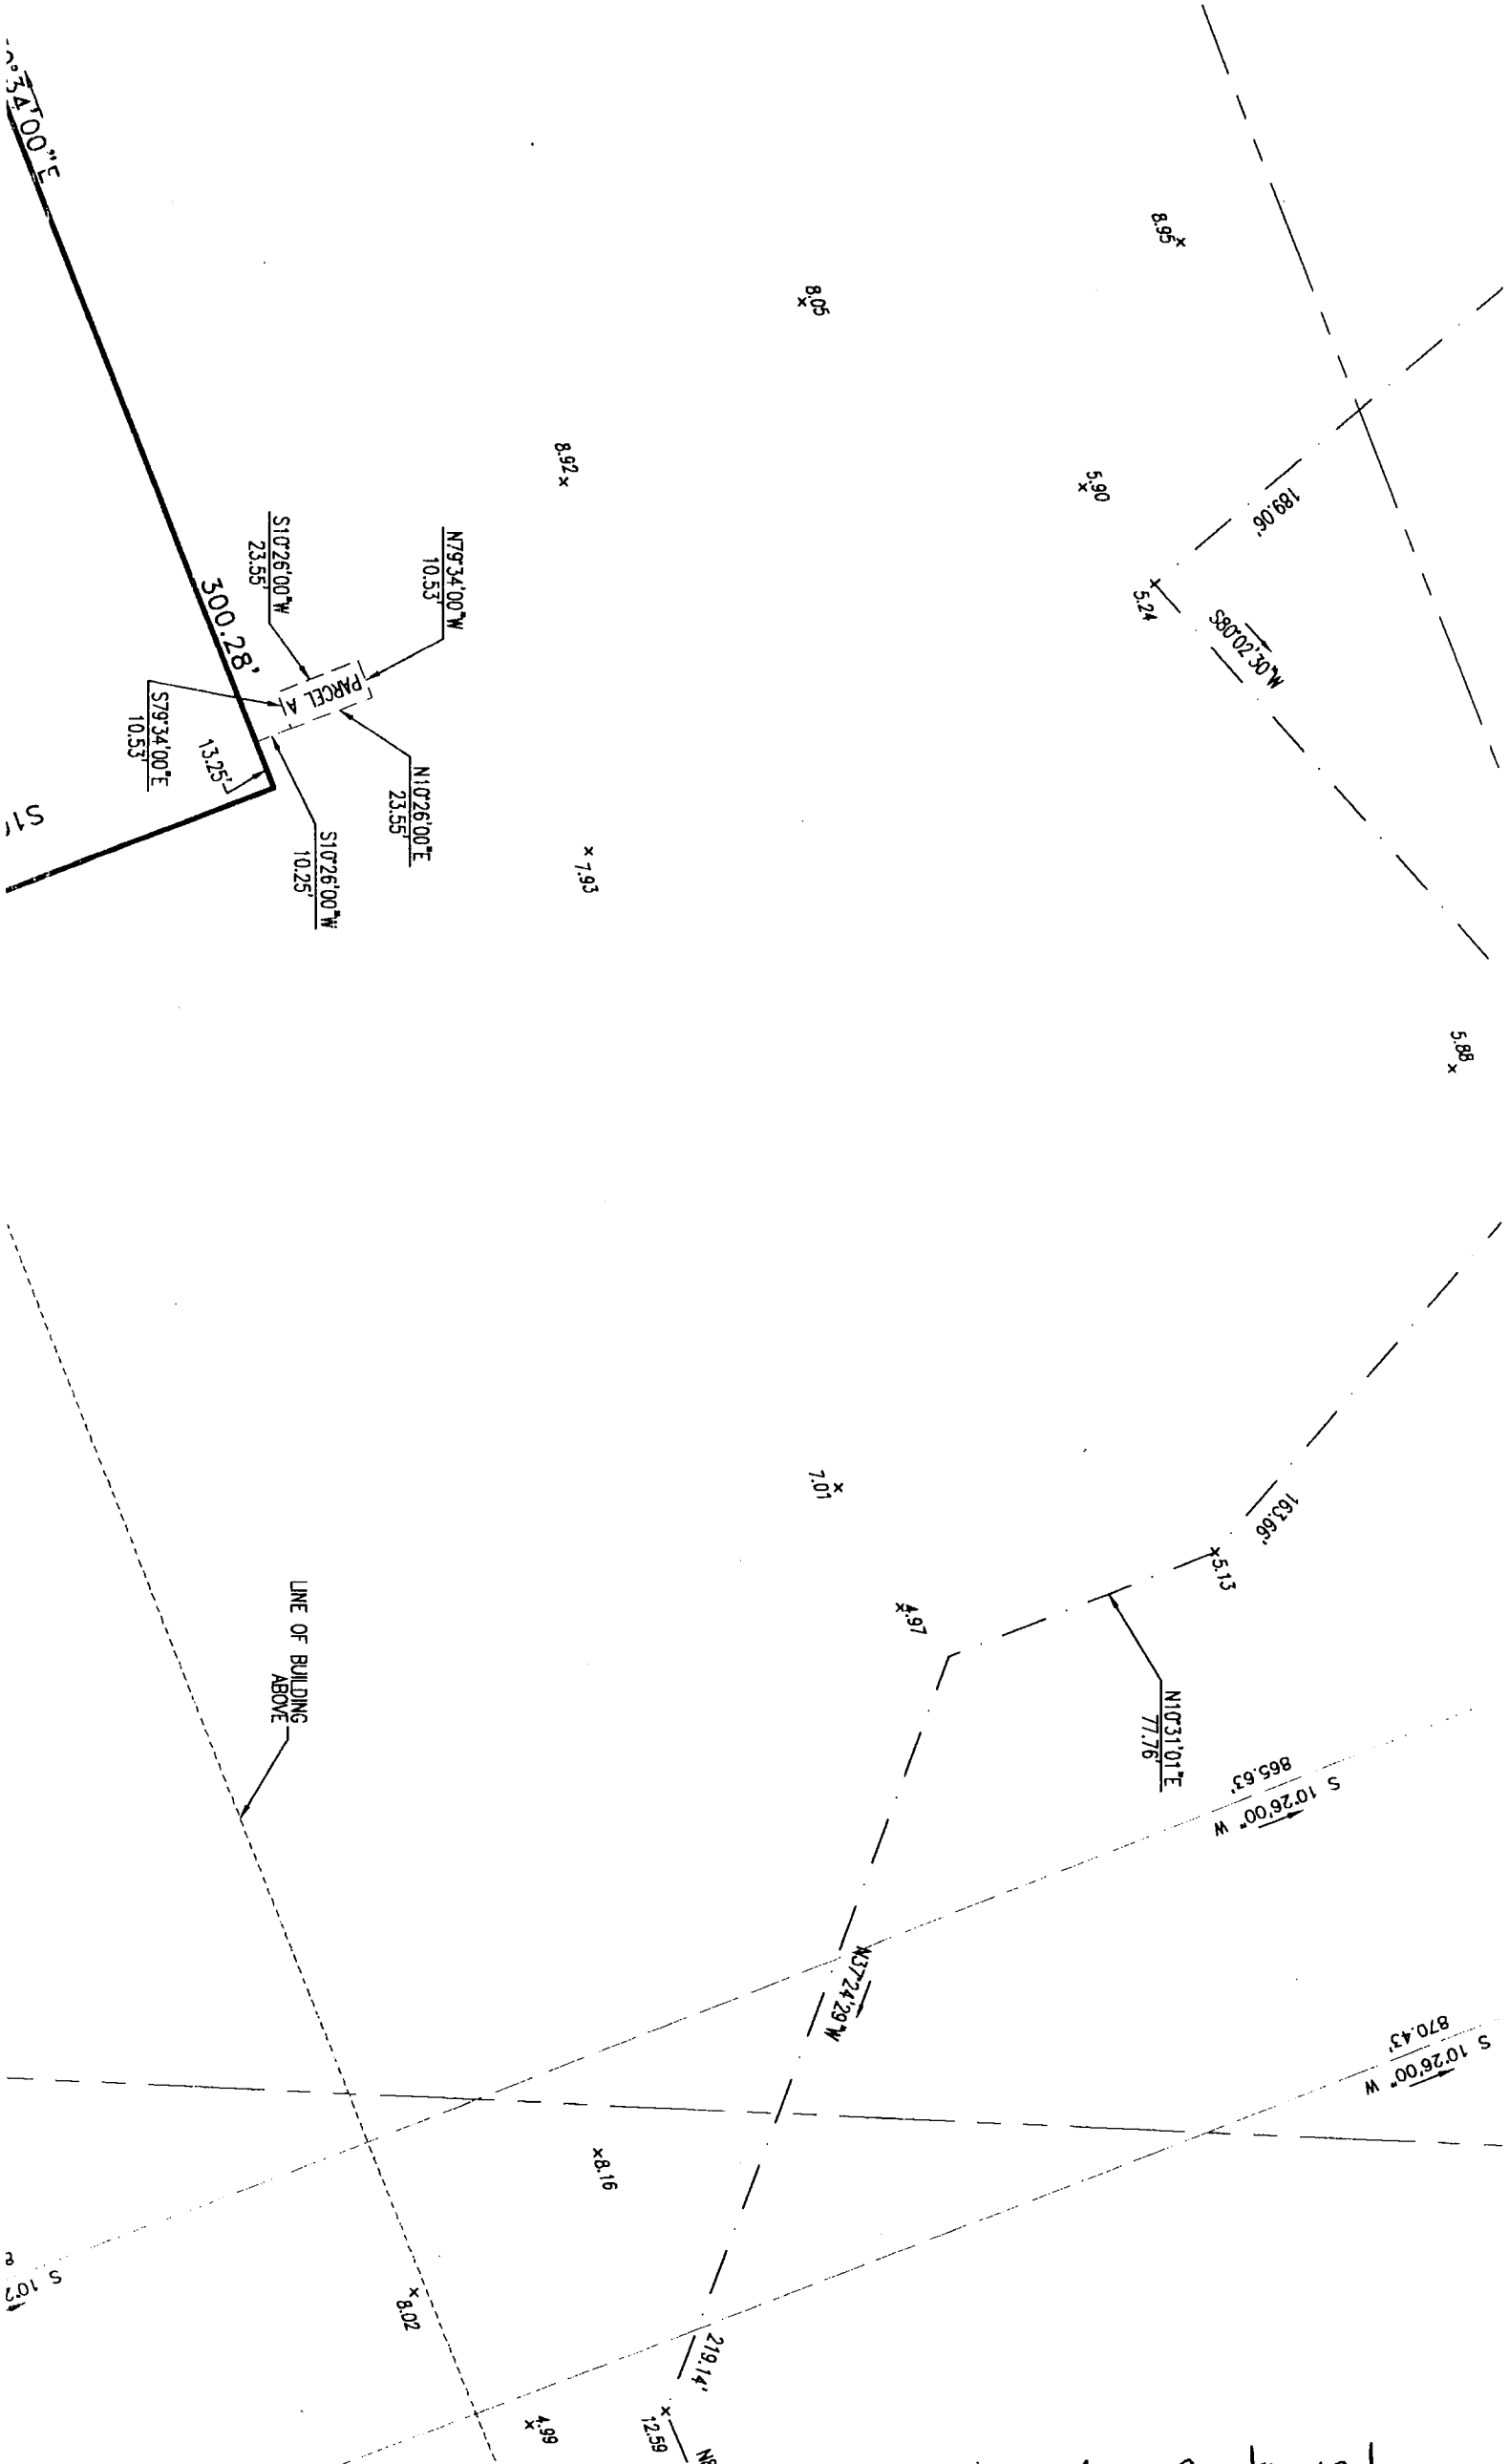 8.95
8.05
8.92
5.90
189.06'
5.24
S80°02'30"W
N79°34'00"W
10.53'
S10°26'00"W
23.55'
300.28'
PARCEL A
S79°34'00"E
10.53'
13.25'
N10°26'00"E
23.55'
S10°26'00"W
10.25'
7.93
5.88
7.01
163.66'
5.13
4.97
N10°31'01"E
77.76'
LINE OF BUILDING
ABOVE
865.63'
S 10°26'00" W
N37°24'29"W
870.43'
S 10°26'00" W
8.16
8.02
219.14'
12.59
4.99